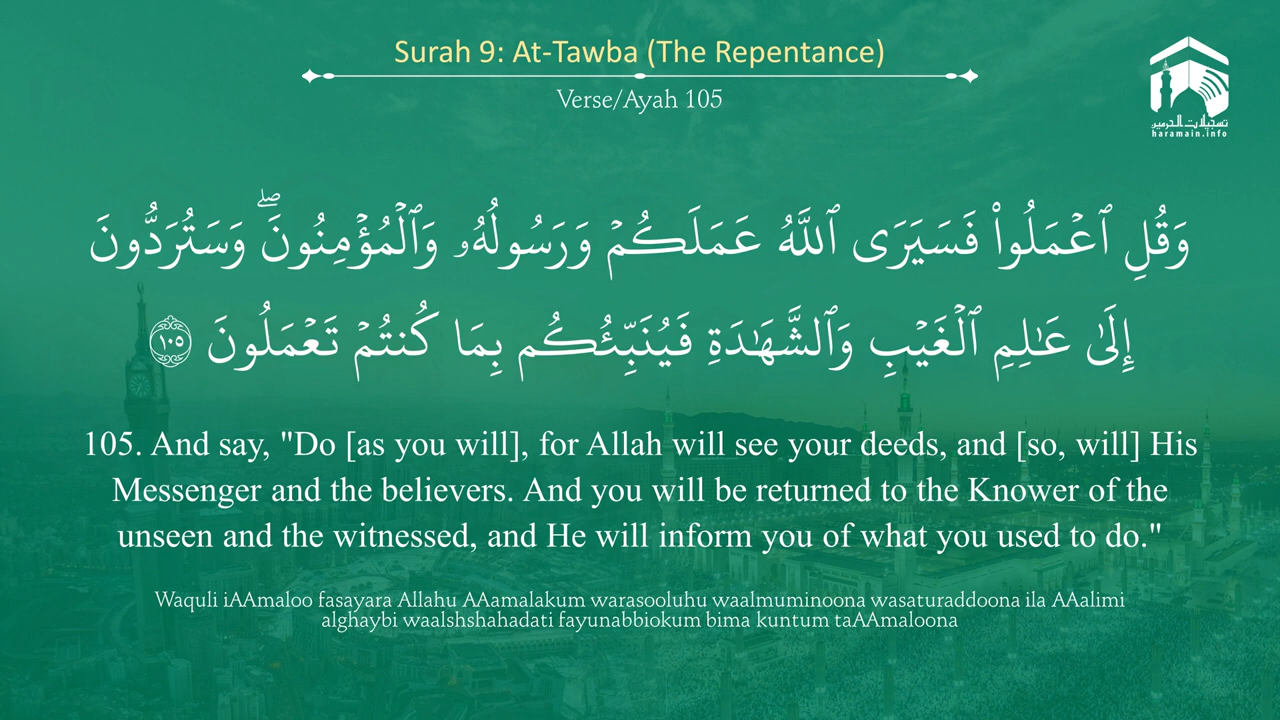 Surah 9: At-Tawba (The Repentance)
Verse/Ayah 105
تسجيلات الحرمين
haramain.info
وَقُلِ ٱعْمَلُوا۟ فَسَيَرَى ٱللَّهُ عَمَلَكُمْ وَرَسُولُهُۥ وَٱلْمُؤْمِنُونَ ۖ وَسَتُرَدُّونَ
إِلَىٰ عَـٰلِمِ ٱلْغَيْبِ وَٱلشَّهَـٰدَةِ فَيُنَبِّئُكُم بِمَا كُنتُمْ تَعْمَلُونَ ١٠٥
105. And say, "Do [as you will], for Allah will see your deeds, and [so, will] His
Messenger and the believers. And you will be returned to the Knower of the
unseen and the witnessed, and He will inform you of what you used to do."
Waquli iAAmaloo fasayara Allahu AAamalakum warasooluhu waalmuminoona wasaturaddoona ila AAalimi
alghaybi waalshshahadati fayunabbiokum bima kuntum taAAmaloona